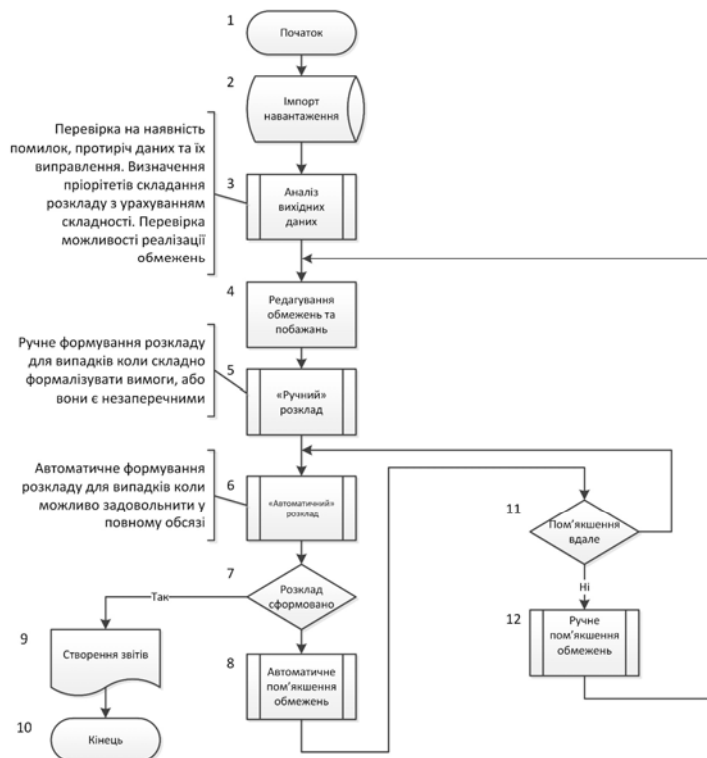 1
Початок
2
Імпорт
навантаження
Перевірка на наявність
помилок, протиріч даних та їх
виправлення. Визначення
пріорітетів складання
розкладу з урахуванням
складності. Перевірка
можливості реалізації
обмежень
3
Аналіз
вихідних
даних
4
Редагування
обмежень та
побажань
Ручне формування розкладу
для випадків коли складно
формалізувати вимоги, або
вони є незаперечними
5
«Ручний»
розклад
Автоматичне формування
розкладу для випадків коли
можливо задовольнити у
повному обсязі
6
«Автоматичний»
розклад
11
Пом’якшення
вдале
7
Розклад
сформовано
Так
Ні
9
Створення звітів
8
Автоматичне
пом’якшення
обмежень
12
Ручне
пом’якшення
обмежень
10
Кінець